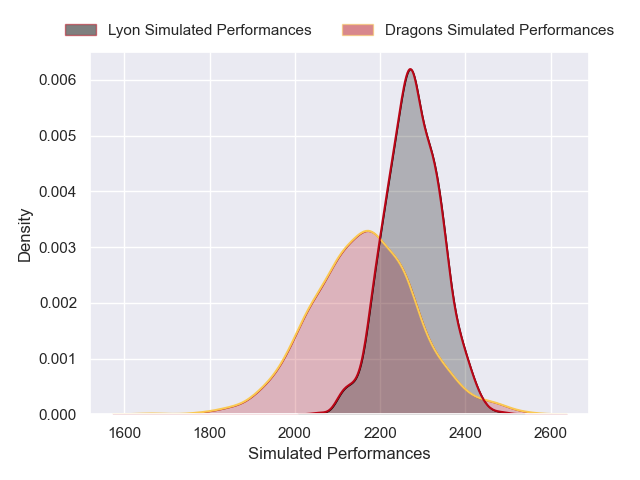 Lyon Simulated Performances Dragons Simulated Performances
0.006
0.005
0.004
0.003
0.002
0.001
0.000
Density
1600 1800 2000 2200 2400 2600
Simulated Performances